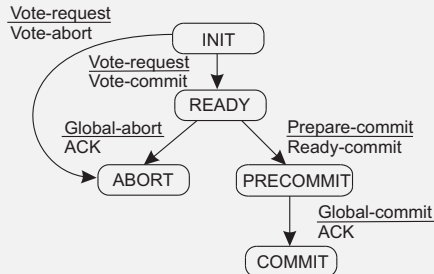 Vote-request
Vote-abort
INIT
Vote-request
Vote-commit
READY
Global-abort
ACK
Prepare-commit
Ready-commit
ABORT
PRECOMMIT
Global-commit
ACK
COMMIT